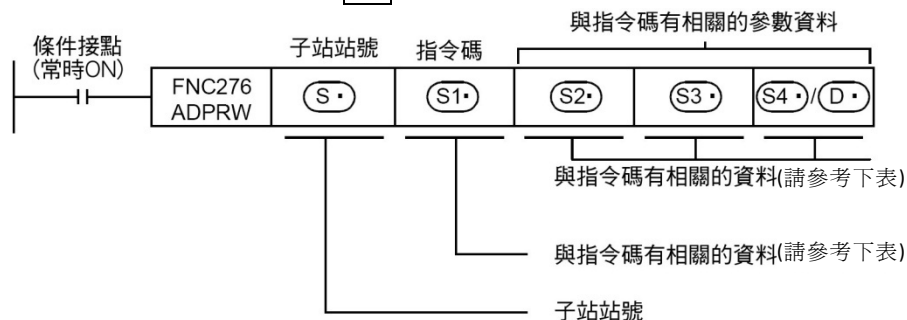 與指令碼有相關的參數資料
條件接點
(常時ON)
子站站號
指令碼
FNC276
ADPRW
S・
S1・
S2・
S3・
S4・/D・
與指令碼有相關的資料(請參考下表)
與指令碼有相關的資料(請參考下表)
子站站號